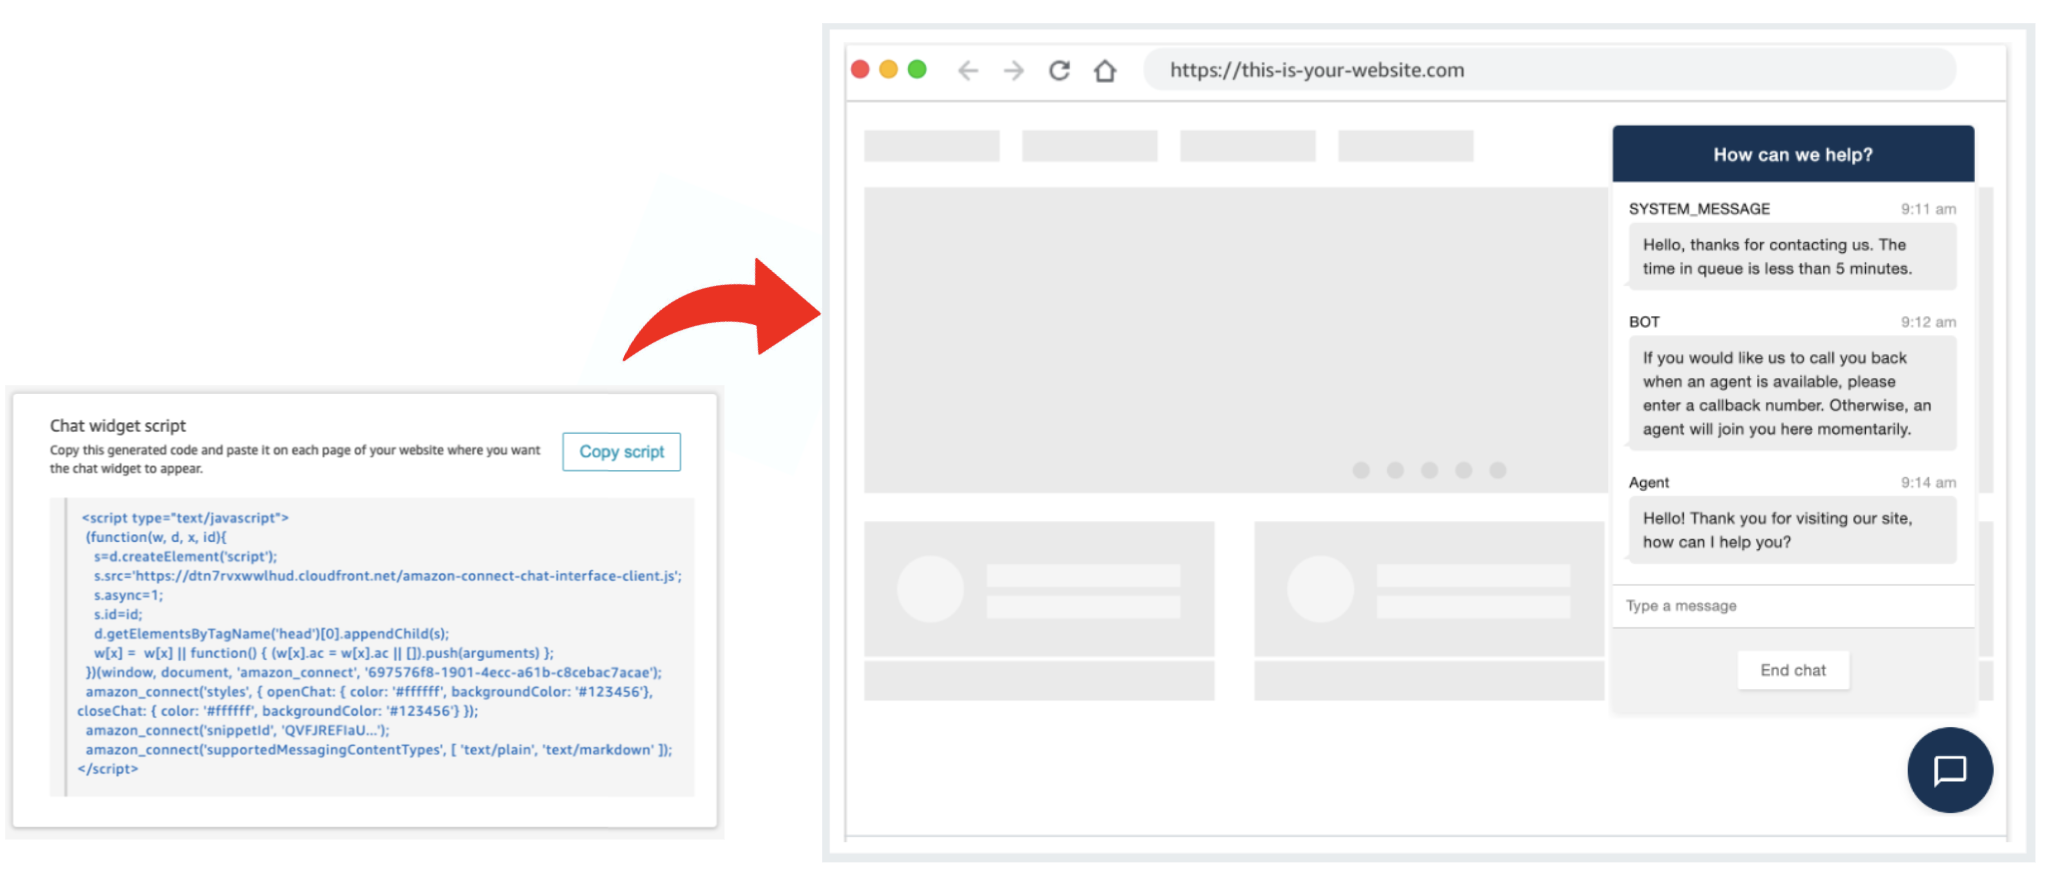 Chat widget script
Copy this generated code and paste it on each page of your website where you want
the chat widget to appear.
Copy script
<script type="text/javascript">
(function(w, d, x, id){
s=d.createElement('script');
s.src='https://dtn7rvxwwlhud.cloudfront.net/amazon-connect-chat-interface-client.js';
s.async=1;
s.id=id;
d.getElementsByTagName('head')[0].appendChild(s);
w[x] = w[x] || function() { (w[x].ac = w[x].ac || []).push(arguments) };
})(window, document, 'amazon_connect', '697576f8-1901-4ecc-a61b-c8cebac7acae');
amazon_connect('styles', { openChat: { color: '#ffffff', backgroundColor: '#123456'},
closeChat: { color: '#ffffff', backgroundColor: '#123456'} });
amazon_connect('snippetId', 'QVFJREFIaU...');
amazon_connect('supportedMessagingContentTypes', [ 'text/plain', 'text/markdown' ]);
</script>
https://this-is-your-website.com
How can we help?
SYSTEM_MESSAGE 9:11 am
Hello, thanks for contacting us. The
time in queue is less than 5 minutes.
BOT 9:12 am
If you would like us to call you back
when an agent is available, please
enter a callback number. Otherwise, an
agent will join you here momentarily.
Agent 9:14 am
Hello! Thank you for visiting our site,
how can I help you?
Type a message
End chat